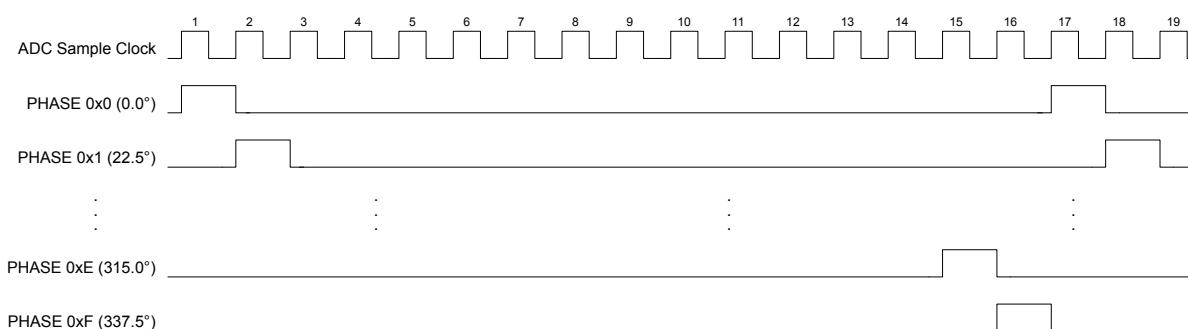 1 2 3 4 5 6 7 8 9 10 11 12 13 14 15 16 17 18 19
ADC Sample Clock
PHASE 0x0 (0.0°)
PHASE 0x1 (22.5°)
PHASE 0xE (315.0°)
PHASE 0xF (337.5°)